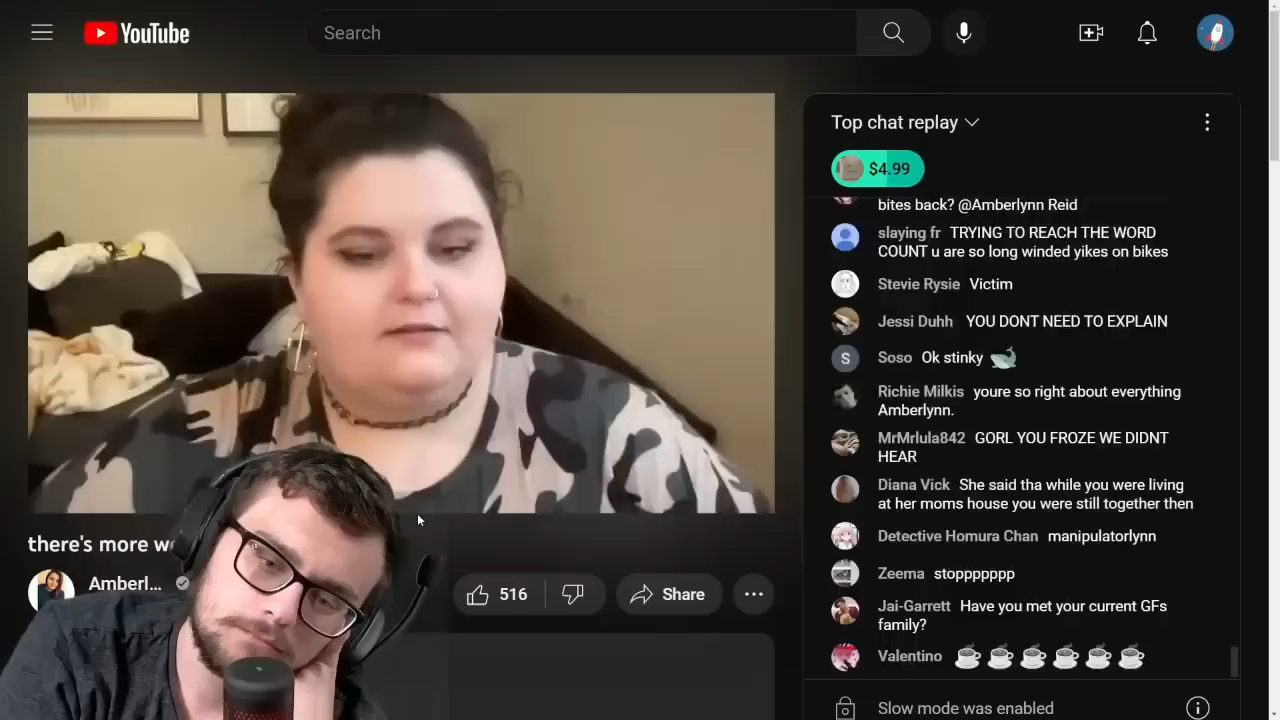 YouTube
Search
Top chat replay
$4.99
bites back? @Amberlynn Reid
slaying fr TRYING TO REACH THE WORD
COUNT u are so long winded yikes on bikes
Stevie Rysie Victim
Jessi Duhh YOU DONT NEED TO EXPLAIN
S Soso Ok stinky
Richie Milkis youre so right about everything
Amberlynn.
MrMrlula842 GORL YOU FROZE WE DIDNT
HEAR
Diana Vick She said tha while you were living
at her moms house you were still together then
Detective Homura Chan manipulatorlynn
Zeema stoppppppp
Jai-Garrett Have you met your current GFs
family?
Valentino
Slow mode was enabled
there's more w
Amberl...
516
Share